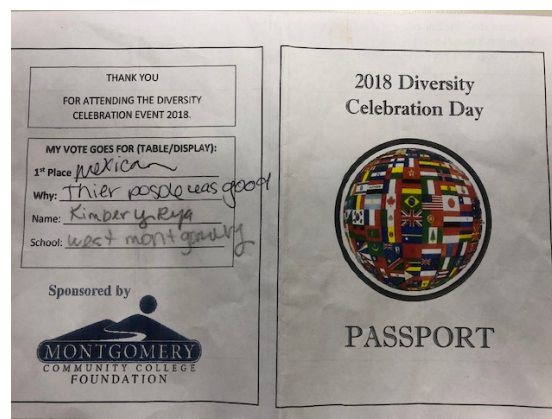 THANK YOU
FOR ATTENDING THE DIVERSITY
CELEBRATION EVENT 2018.
MY VOTE GOES FOR (TABLE/DISPLAY):
1st Place Mexican
Why: Thier posole was good
Name: Kimberly
School: west montgomery
Sponsored by
MONTGOMERY
COMMUNITY COLLEGE
FOUNDATION
2018 Diversity
Celebration Day
PASSPORT